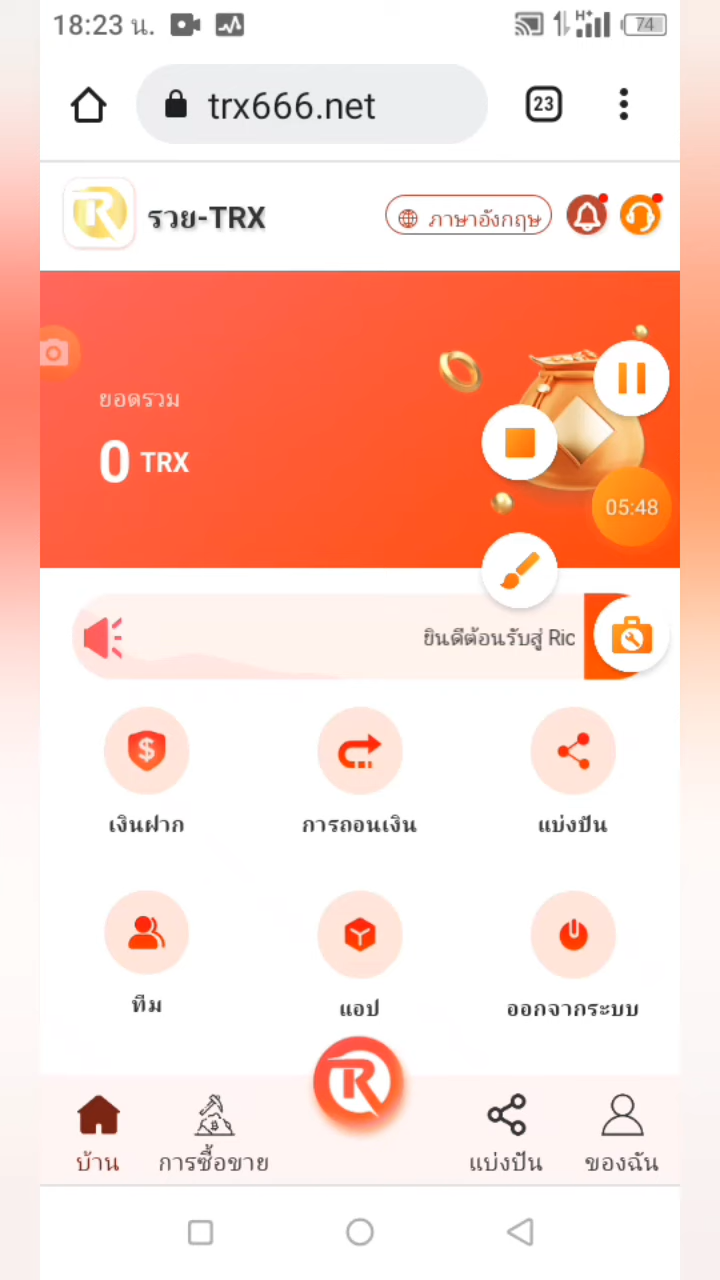 18:23 น.
H+
74
trx666.net
23
รวย-TRX
ภาษาอังกฤษ
ยอดรวม
0 TRX
05:48
ยินดีต้อนรับสู่ Ric
เงินฝาก
การถอนเงิน
แบ่งปัน
ทีม
แอป
ออกจากระบบ
บ้าน
การซื้อขาย
แบ่งปัน
ของฉัน